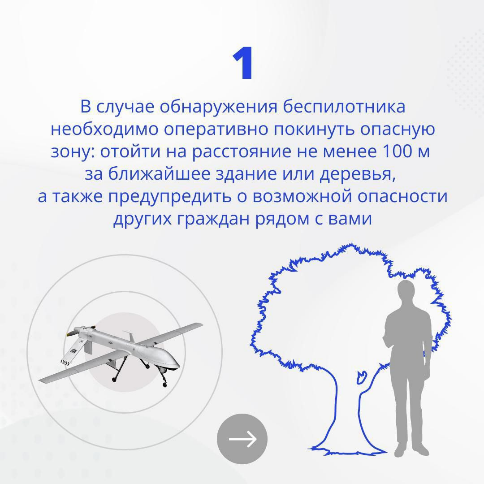 1
В случае обнаружения беспилотника
необходимо оперативно покинуть опасную
зону: отойти на расстояние не менее 100 м
за ближайшее здание или деревья,
а также предупредить о возможной опасности
других граждан рядом с вами